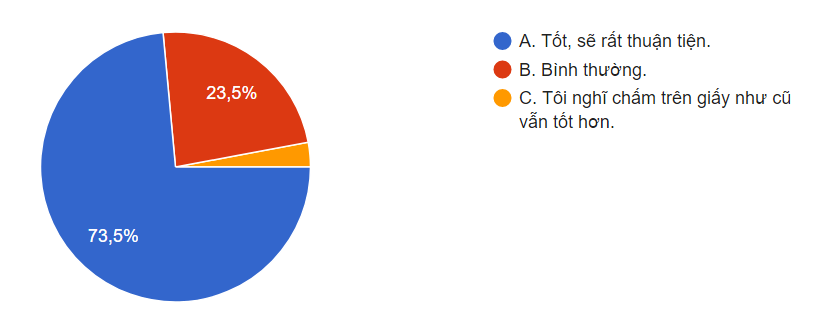 A. Tốt, sẽ rất thuận tiện.
B. Bình thường.
C. Tôi nghĩ chấm trên giấy như cũ
vẫn tốt hơn.
23,5%
73,5%